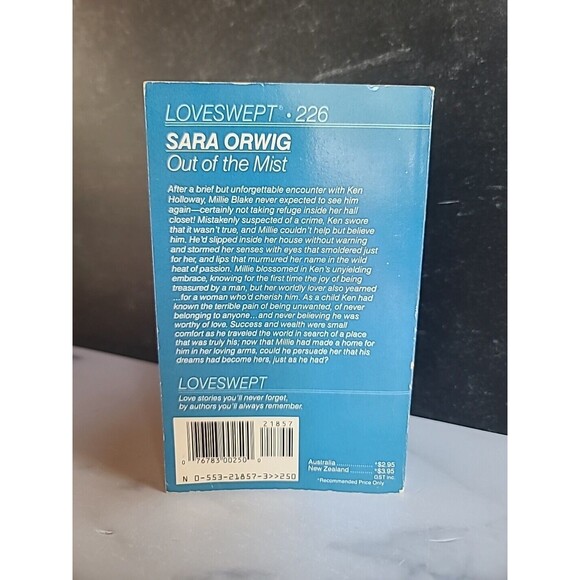 LOVESWEPT® • 226
SARA ORWIG
Out of the Mist
After a brief but unforgettable encounter with Ken
Holloway, Millie Blake never expected to see him
again—certainly not taking refuge inside her hall
closet! Mistakenly suspected of a crime, Ken swore
that it wasn't true, and Millie couldn't help but believe
him. He'd slipped inside her house without warning
and stormed her senses with eyes that smoldered just
for her, and lips that murmured her name in the wild
heat of passion. Millie blossomed in Ken's unyielding
embrace, knowing for the first time the joy of being
treasured by a man, but her worldly lover also yearned
...for a woman who'd cherish him. As a child Ken had
known the terrible pain of being unwanted, of never
belonging to anyone...and never believing he was
worthy of love. Success and wealth were small
comfort as he traveled the world in search of a place
that was truly his; now that Millie had made a home for
him in her loving arms, could he persuade her that his
dreams had become hers, just as he had?
LOVESWEPT
Love stories you'll never forget,
by authors you'll always remember.
21857
0 76783 00250 9
N 0-553-21857-3>>250
Australia ................ *$2.95
New Zealand .......... *$3.95
GST Inc.
*Recommended Price Only